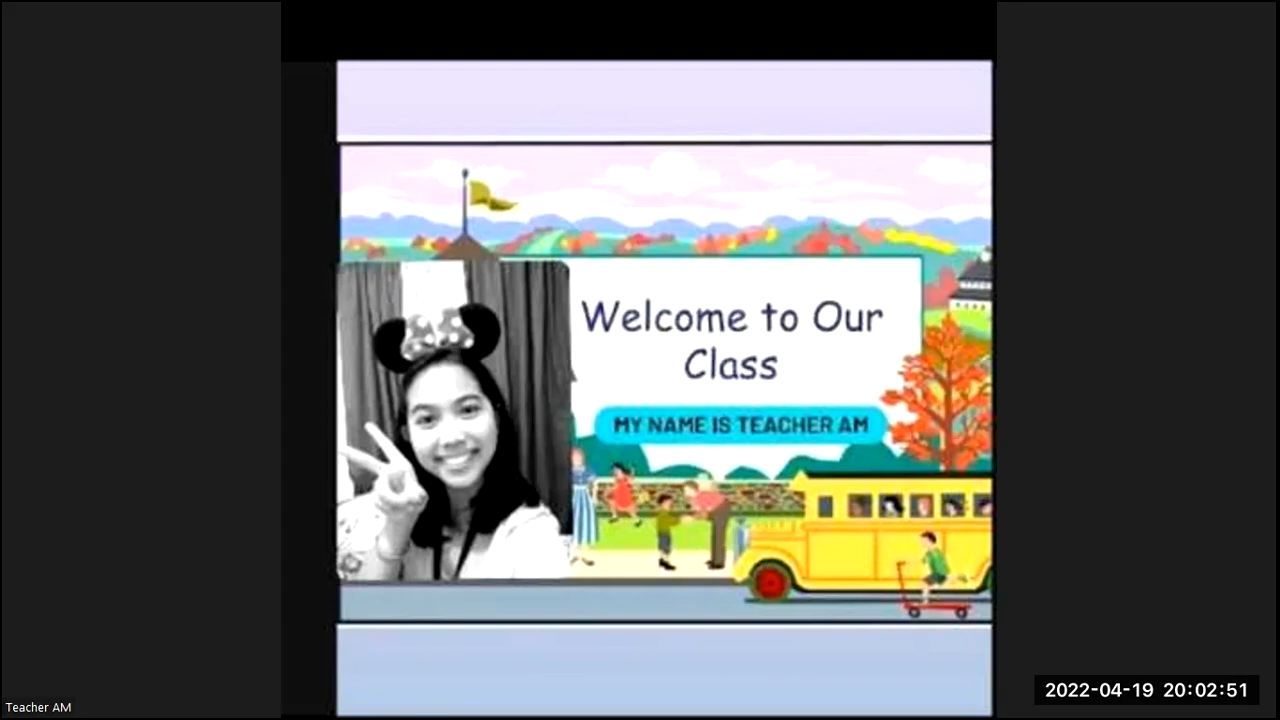 Welcome to Our
Class
MY NAME IS TEACHER AM
Teacher AM
2022-04-19 20:02:51